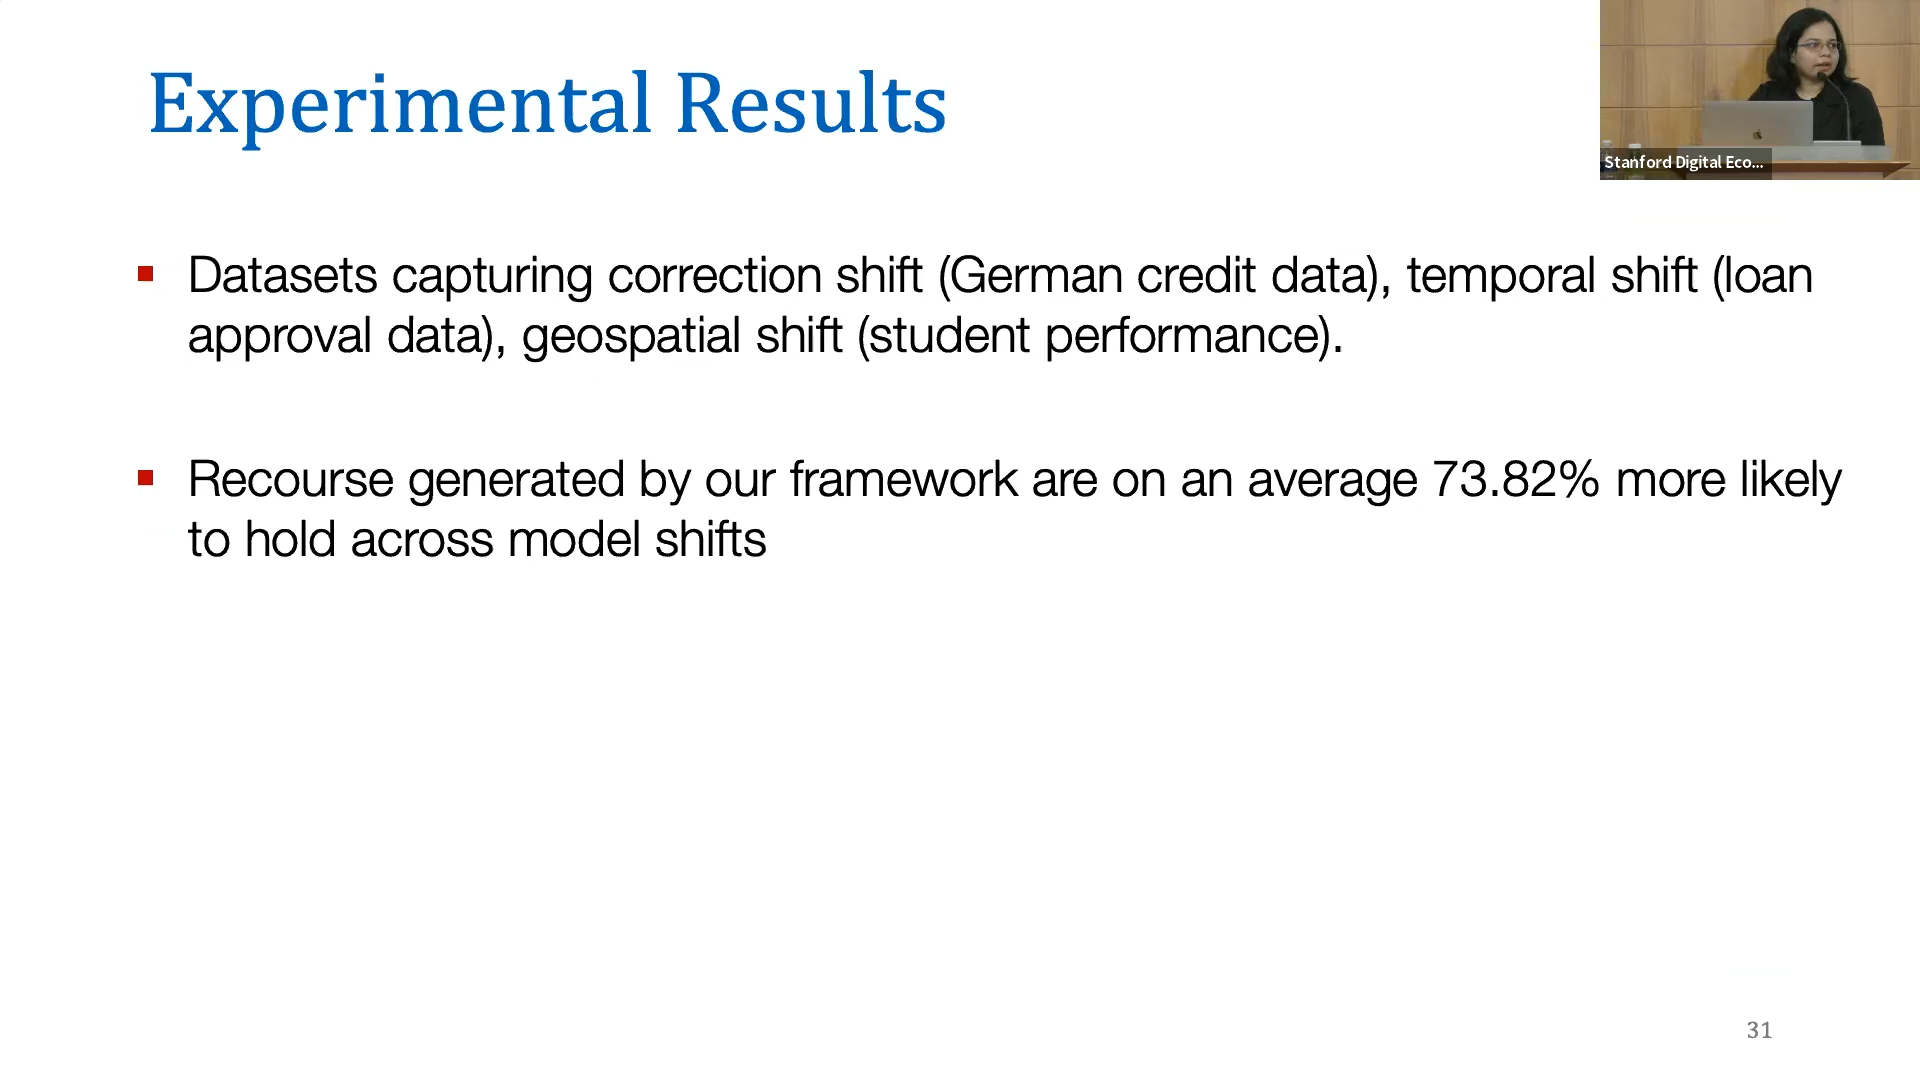 Experimental Results
Stanford Digital Eco...
Datasets capturing correction shift (German credit data), temporal shift (loan
approval data), geospatial shift (student performance).
Recourse generated by our framework are on an average 73.82% more likely
to hold across model shifts
31